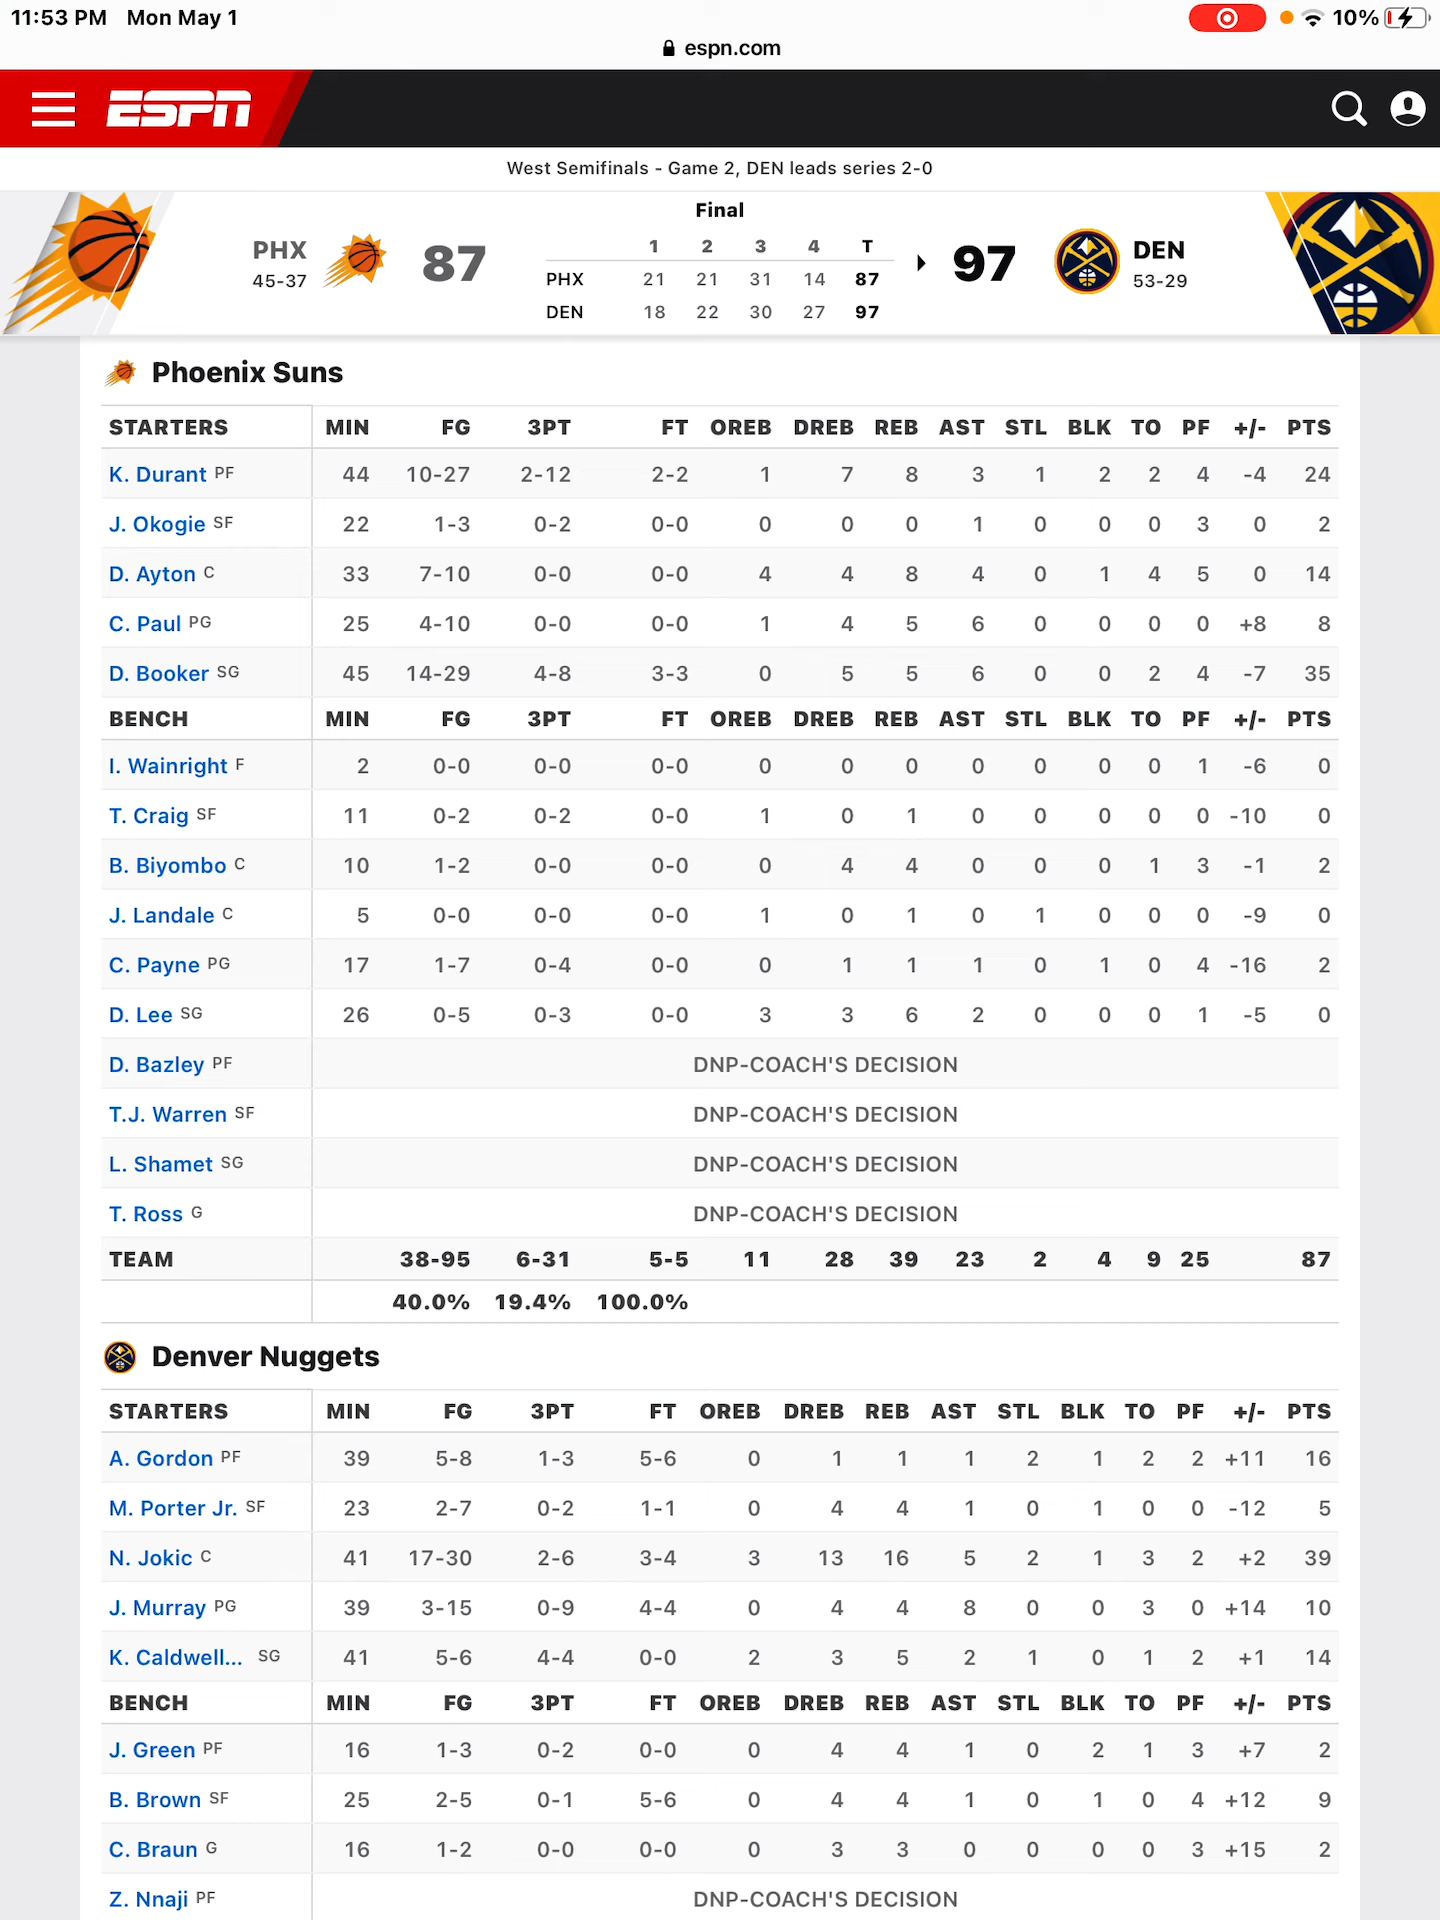 11:53 PM Mon May 1 10%
espn.com
ESPN
West Semifinals - Game 2, DEN leads series 2-0
Final
PHX 45-37 87 1 2 3 4 T 97 DEN 53-29
PHX 21 21 31 14 87
DEN 18 22 30 27 97
Phoenix Suns
STARTERS MIN FG 3PT FT OREB DREB REB AST STL BLK TO PF +/- PTS
K. Durant PF 44 10-27 2-12 2-2 1 7 8 3 1 2 2 4 -4 24
J. Okogie SF 22 1-3 0-2 0-0 0 0 0 1 0 0 0 3 0 2
D. Ayton C 33 7-10 0-0 0-0 4 4 8 4 0 1 4 5 0 14
C. Paul PG 25 4-10 0-0 0-0 1 4 5 6 0 0 0 0 +8 8
D. Booker SG 45 14-29 4-8 3-3 0 5 5 6 0 0 2 4 -7 35
BENCH MIN FG 3PT FT OREB DREB REB AST STL BLK TO PF +/- PTS
I. Wainright F 2 0-0 0-0 0-0 0 0 0 0 0 0 0 1 -6 0
T. Craig SF 11 0-2 0-2 0-0 1 0 1 0 0 0 0 0 -10 0
B. Biyombo C 10 1-2 0-0 0-0 0 4 4 0 0 0 1 3 -1 2
J. Landale C 5 0-0 0-0 0-0 1 0 1 0 1 0 0 0 -9 0
C. Payne PG 17 1-7 0-4 0-0 0 1 1 1 0 1 0 4 -16 2
D. Lee SG 26 0-5 0-3 0-0 3 3 6 2 0 0 0 1 -5 0
D. Bazley PF DNP-COACH'S DECISION
T.J. Warren SF DNP-COACH'S DECISION
L. Shamet SG DNP-COACH'S DECISION
T. Ross G DNP-COACH'S DECISION
TEAM 38-95 6-31 5-5 11 28 39 23 2 4 9 25 87
40.0% 19.4% 100.0%
Denver Nuggets
STARTERS MIN FG 3PT FT OREB DREB REB AST STL BLK TO PF +/- PTS
A. Gordon PF 39 5-8 1-3 5-6 0 1 1 1 2 1 2 2 +11 16
M. Porter Jr. SF 23 2-7 0-2 1-1 0 4 4 1 0 1 0 0 -12 5
N. Jokic C 41 17-30 2-6 3-4 3 13 16 5 2 1 3 2 +2 39
J. Murray PG 39 3-15 0-9 4-4 0 4 4 8 0 0 3 0 +14 10
K. Caldwell... SG 41 5-6 4-4 0-0 2 3 5 2 1 0 1 2 +1 14
BENCH MIN FG 3PT FT OREB DREB REB AST STL BLK TO PF +/- PTS
J. Green PF 16 1-3 0-2 0-0 0 4 4 1 0 2 1 3 +7 2
B. Brown SF 25 2-5 0-1 5-6 0 4 4 1 0 1 0 4 +12 9
C. Braun G 16 1-2 0-0 0-0 0 3 3 0 0 0 0 3 +15 2
Z. Nnaji PF DNP-COACH'S DECISION